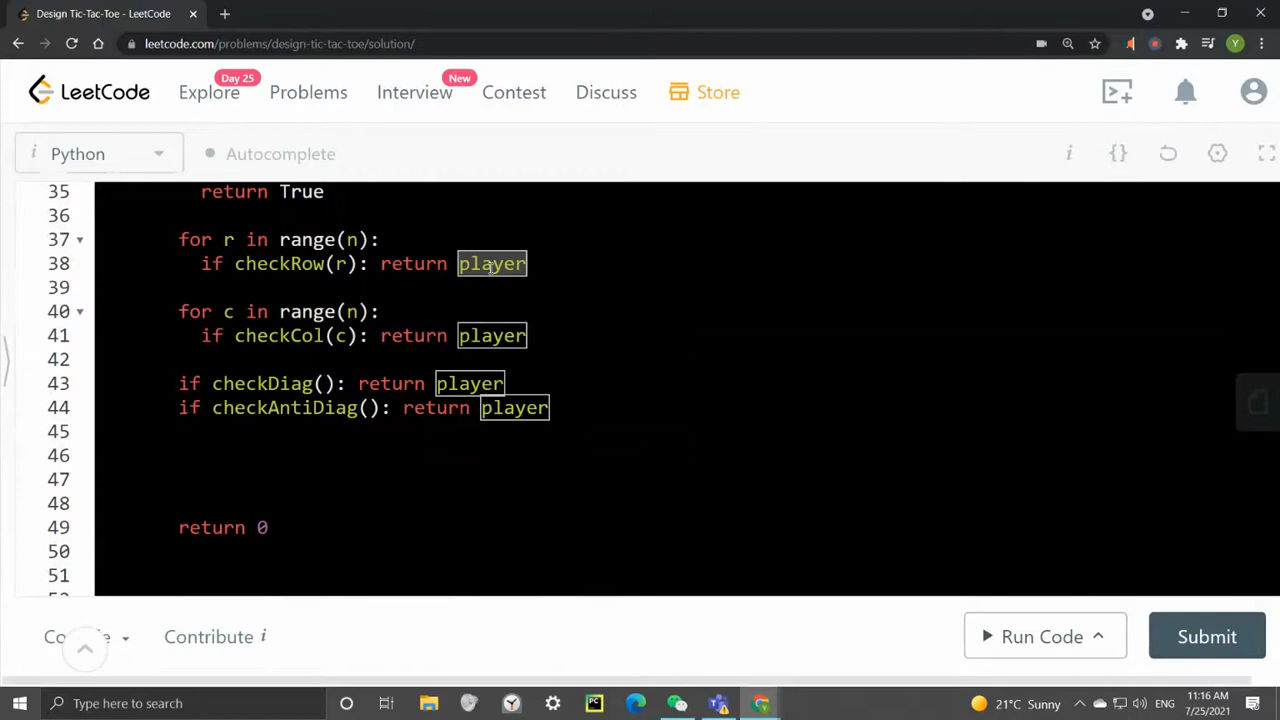 Design Tic-Tac-Toe - LeetCode
leetcode.com/problems/design-tic-tac-toe/solution/
Y
LeetCode
Explore
Day 25
Problems
Interview
New
Contest
Discuss
Store
i Python
Autocomplete
i {}
35 return True
36
37 for r in range(n):
38 if checkRow(r): return player
39
40 for c in range(n):
41 if checkCol(c): return player
42
43 if checkDiag(): return player
44 if checkAntiDiag(): return player
45
46
47
48
49 return 0
50
51
Contribute i
Run Code
Submit
Type here to search
PC
21°C Sunny
ENG
11:16 AM
7/25/2021